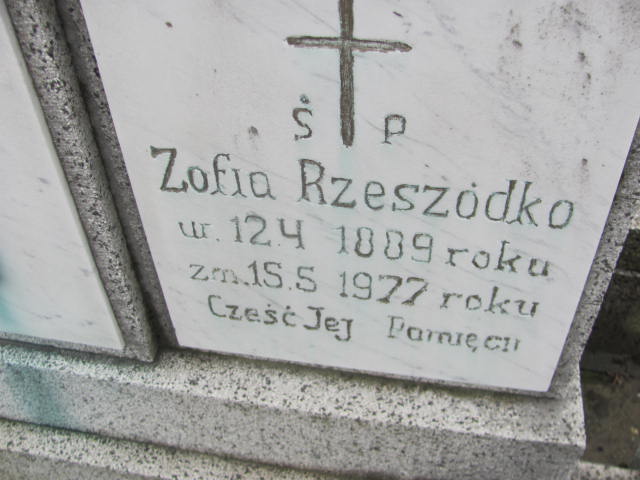 Ś P
Zofia Rzeszódko
ur. 12.4 1889 roku
zm. 15.5 1977 roku
Cześć Jej Pamięci